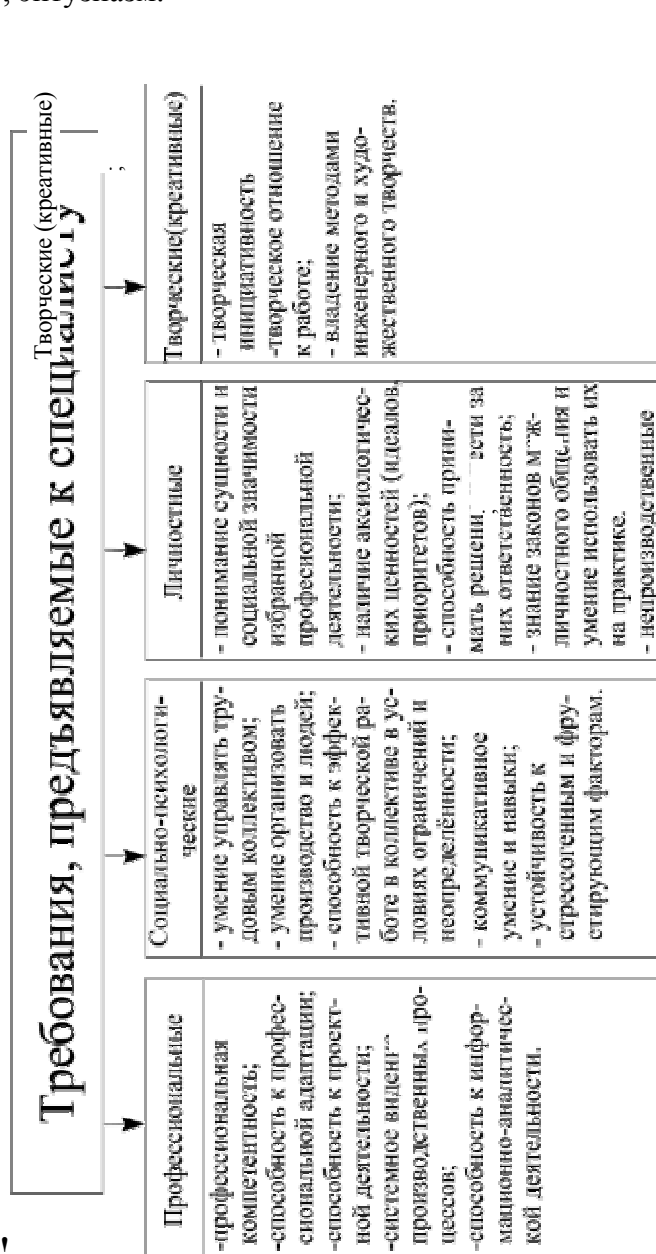 , энтузиазм.
Требования, предъявляемые к специалисту
Творческие (креативные)
;
Профессиональные
-профессиональная
компетентность;
-способность к профес-
сиональной адаптации;
-способность к проект-
ной деятельности;
-системное
производственных про-
цессов;
-способность к инфор-
мационно-аналитичес-
кой деятельности.
Социально-психологи-
ческие
- умение управлять тру-
довым коллективом;
- умение организовать
производство и людей;
- способность к эффек-
тивной творческой ра-
боте в коллективе в ус-
ловиях ограничений и
неопределённости;
- коммуникативное
умение и навыки;
- устойчивость к
стрессогенным и фру-
стирующим факторам.
Личностные
- понимание сущности и
социальной значимости
избранной
професиональной
деятельности;
- наличие аксиологичес-
ких ценностей (идеалов,
приоритетов);
- способность прини-
мать за
них ответственность;
- знание законов
личностного общения и
умение использовать их
на практике.
- непроизводственные
Творческие(креативные)
- творческая
инициативность
-творческое отношение
к работе;
- владение методами
инженерного и худо-
жественного творчеств.